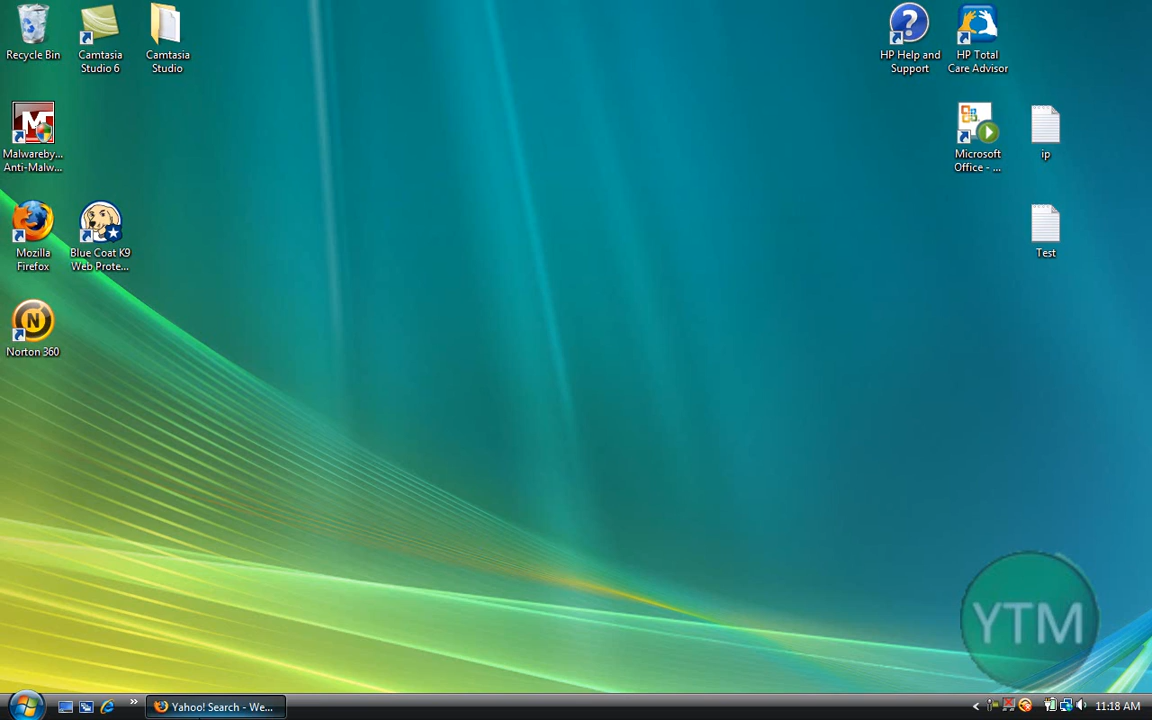 Recycle Bin
Camtasia
Studio 6
Camtasia
Studio
HP Help and
Support
HP Total
Care Advisor
Malwareby...
Anti-Malw...
Microsoft
Office - ...
ip
Mozilla
Firefox
Blue Coat K9
Web Prote...
Test
N
Norton 360
YTM
Yahoo! Search - We...
11:18 AM